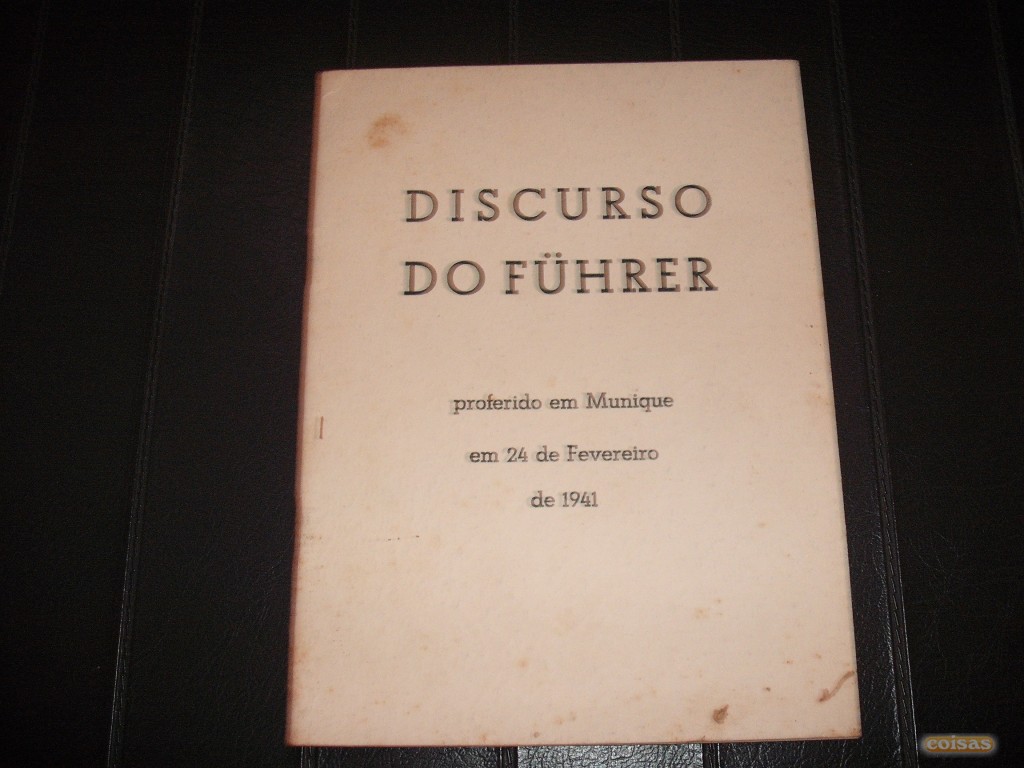 DISCURSO
DO FÜHRER
proferido em Munique
em 24 de Fevereiro
de 1941
coisas